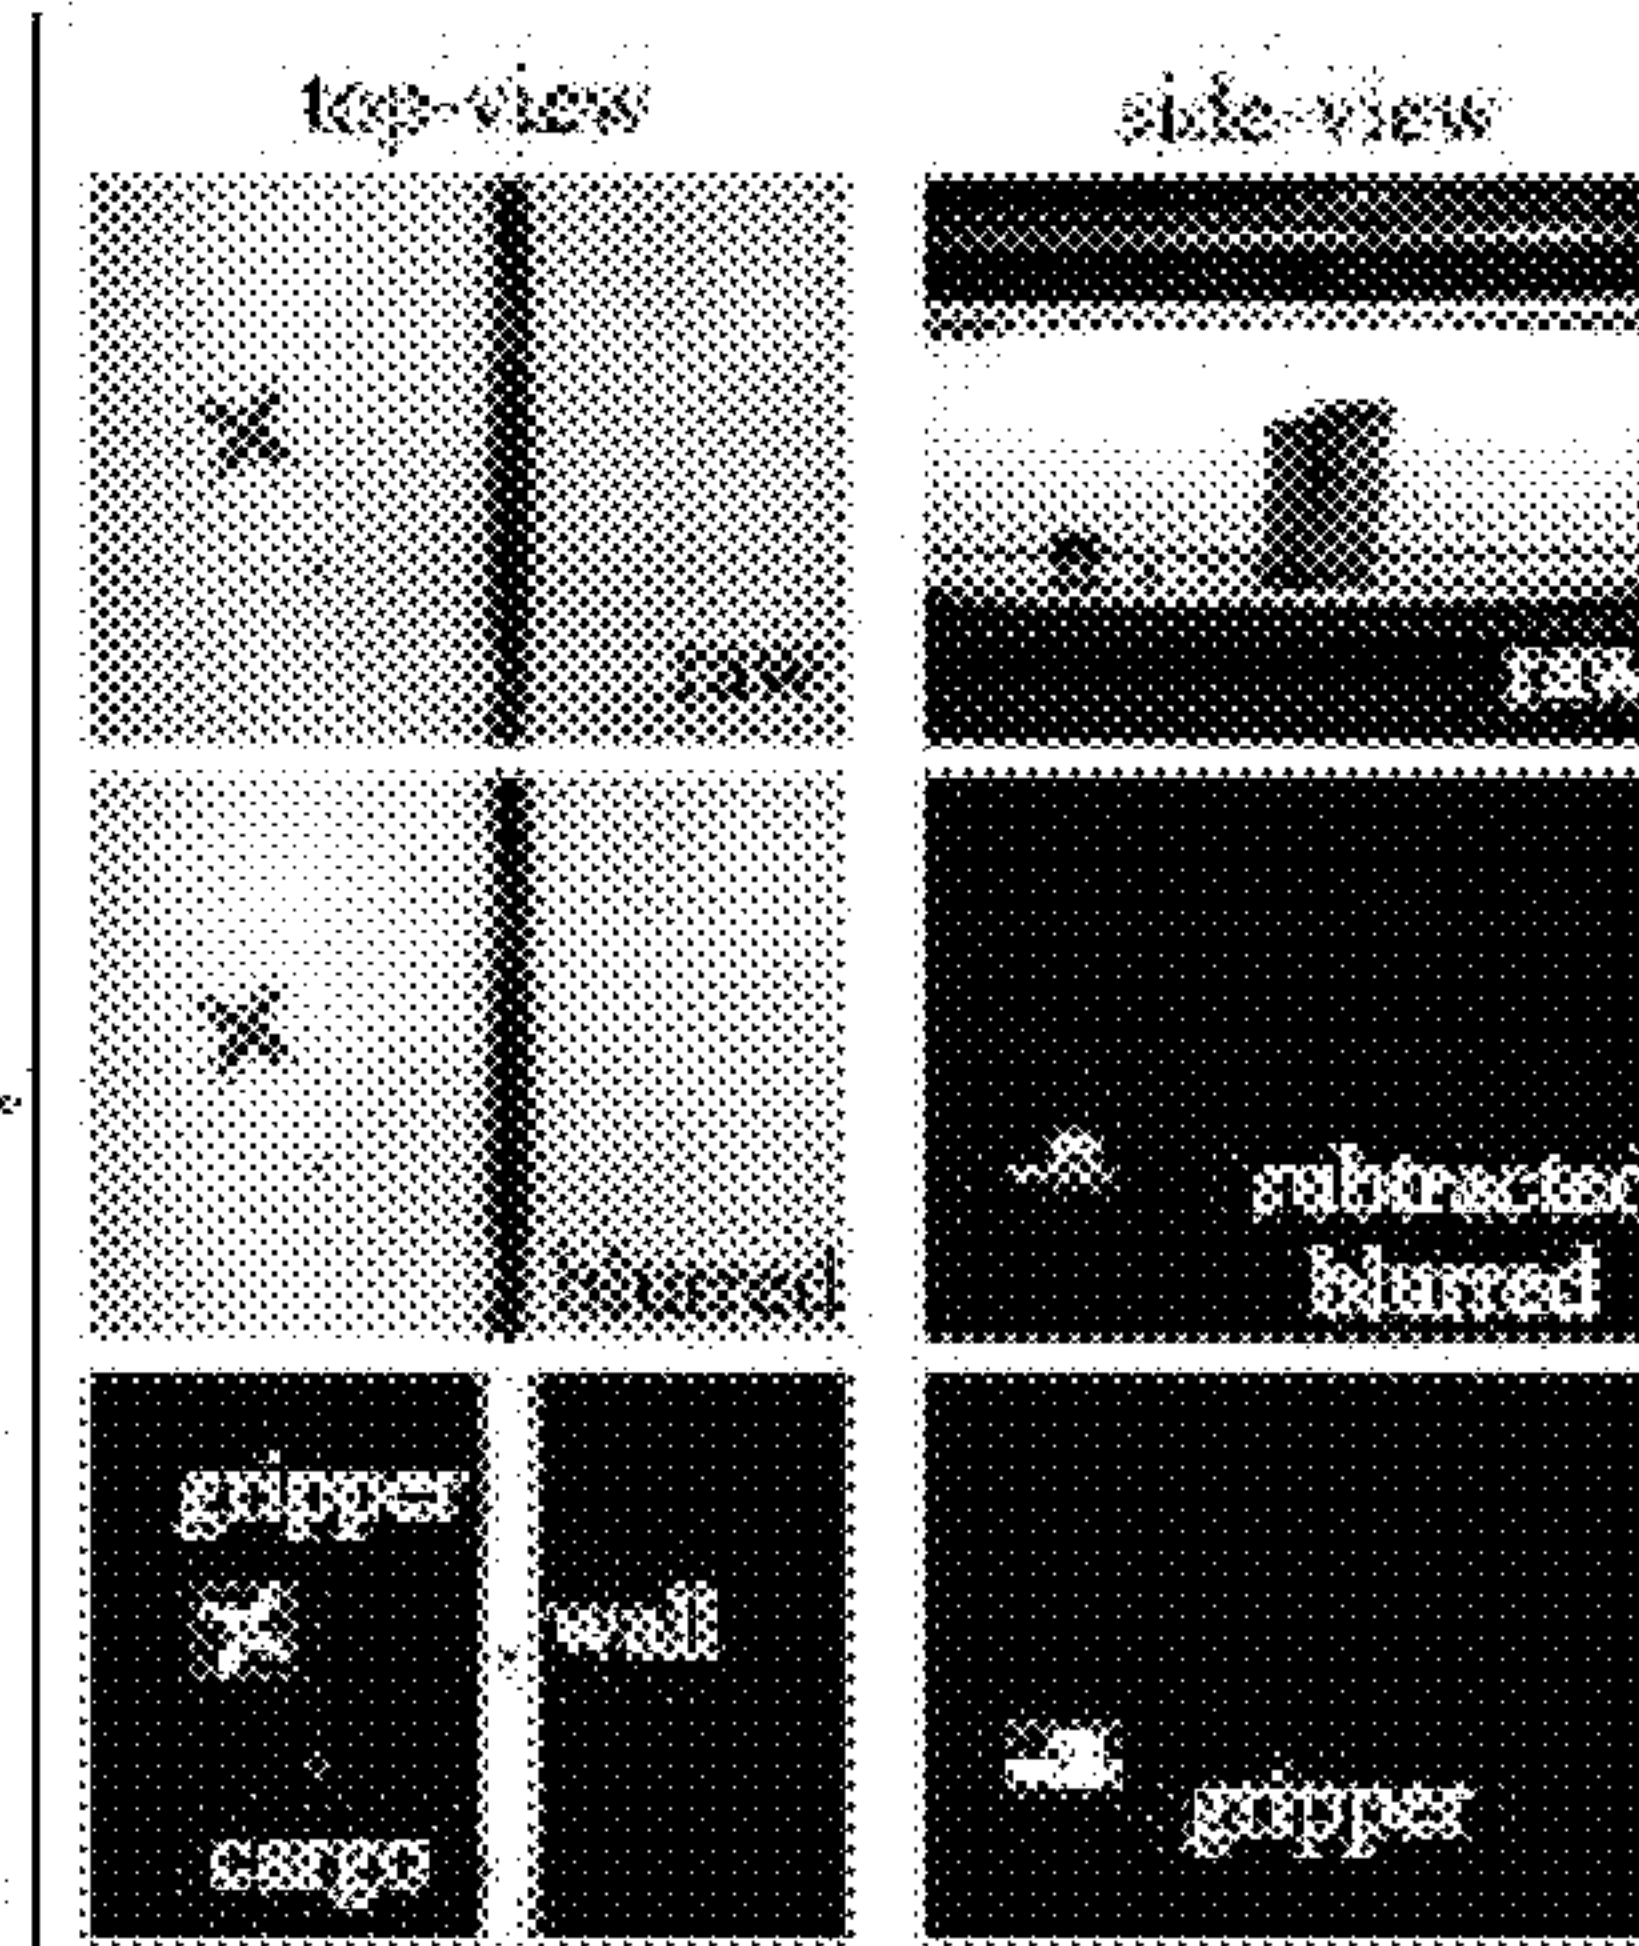 top-view
side-view
raw
raw
blurred
subtracted
blurred
gripper
wall
cargo
gripper